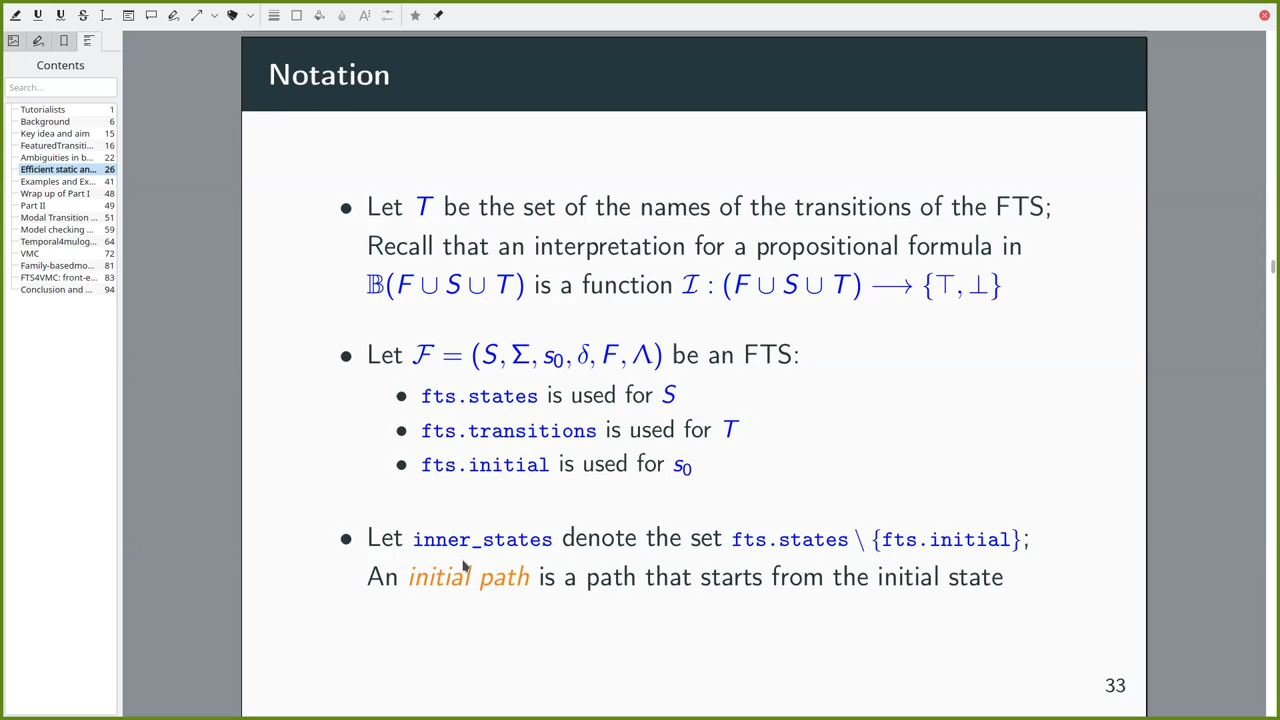 Contents
Search...
Tutorialists 1
Background 6
Key idea and aim 15
FeaturedTransiti... 16
Ambiguities in b... 22
Efficient static an... 26
Examples and Ex... 41
Wrap up of Part I 48
Part II 49
Modal Transition ... 51
Model checking ... 59
Temporal4mulog... 64
VMC 72
Family-basedmo... 81
FTS4VMC: front-e... 83
Conclusion and ... 94
Notation
• Let T be the set of the names of the transitions of the FTS;
Recall that an interpretation for a propositional formula in
𝔹(F ∪ S ∪ T) is a function ℐ : (F ∪ S ∪ T) ⟶ {⊤, ⊥}
• Let ℱ = (S, Σ, s₀, δ, F, Λ) be an FTS:
• fts.states is used for S
• fts.transitions is used for T
• fts.initial is used for s₀
• Let inner_states denote the set fts.states \ {fts.initial};
An initial path is a path that starts from the initial state
33